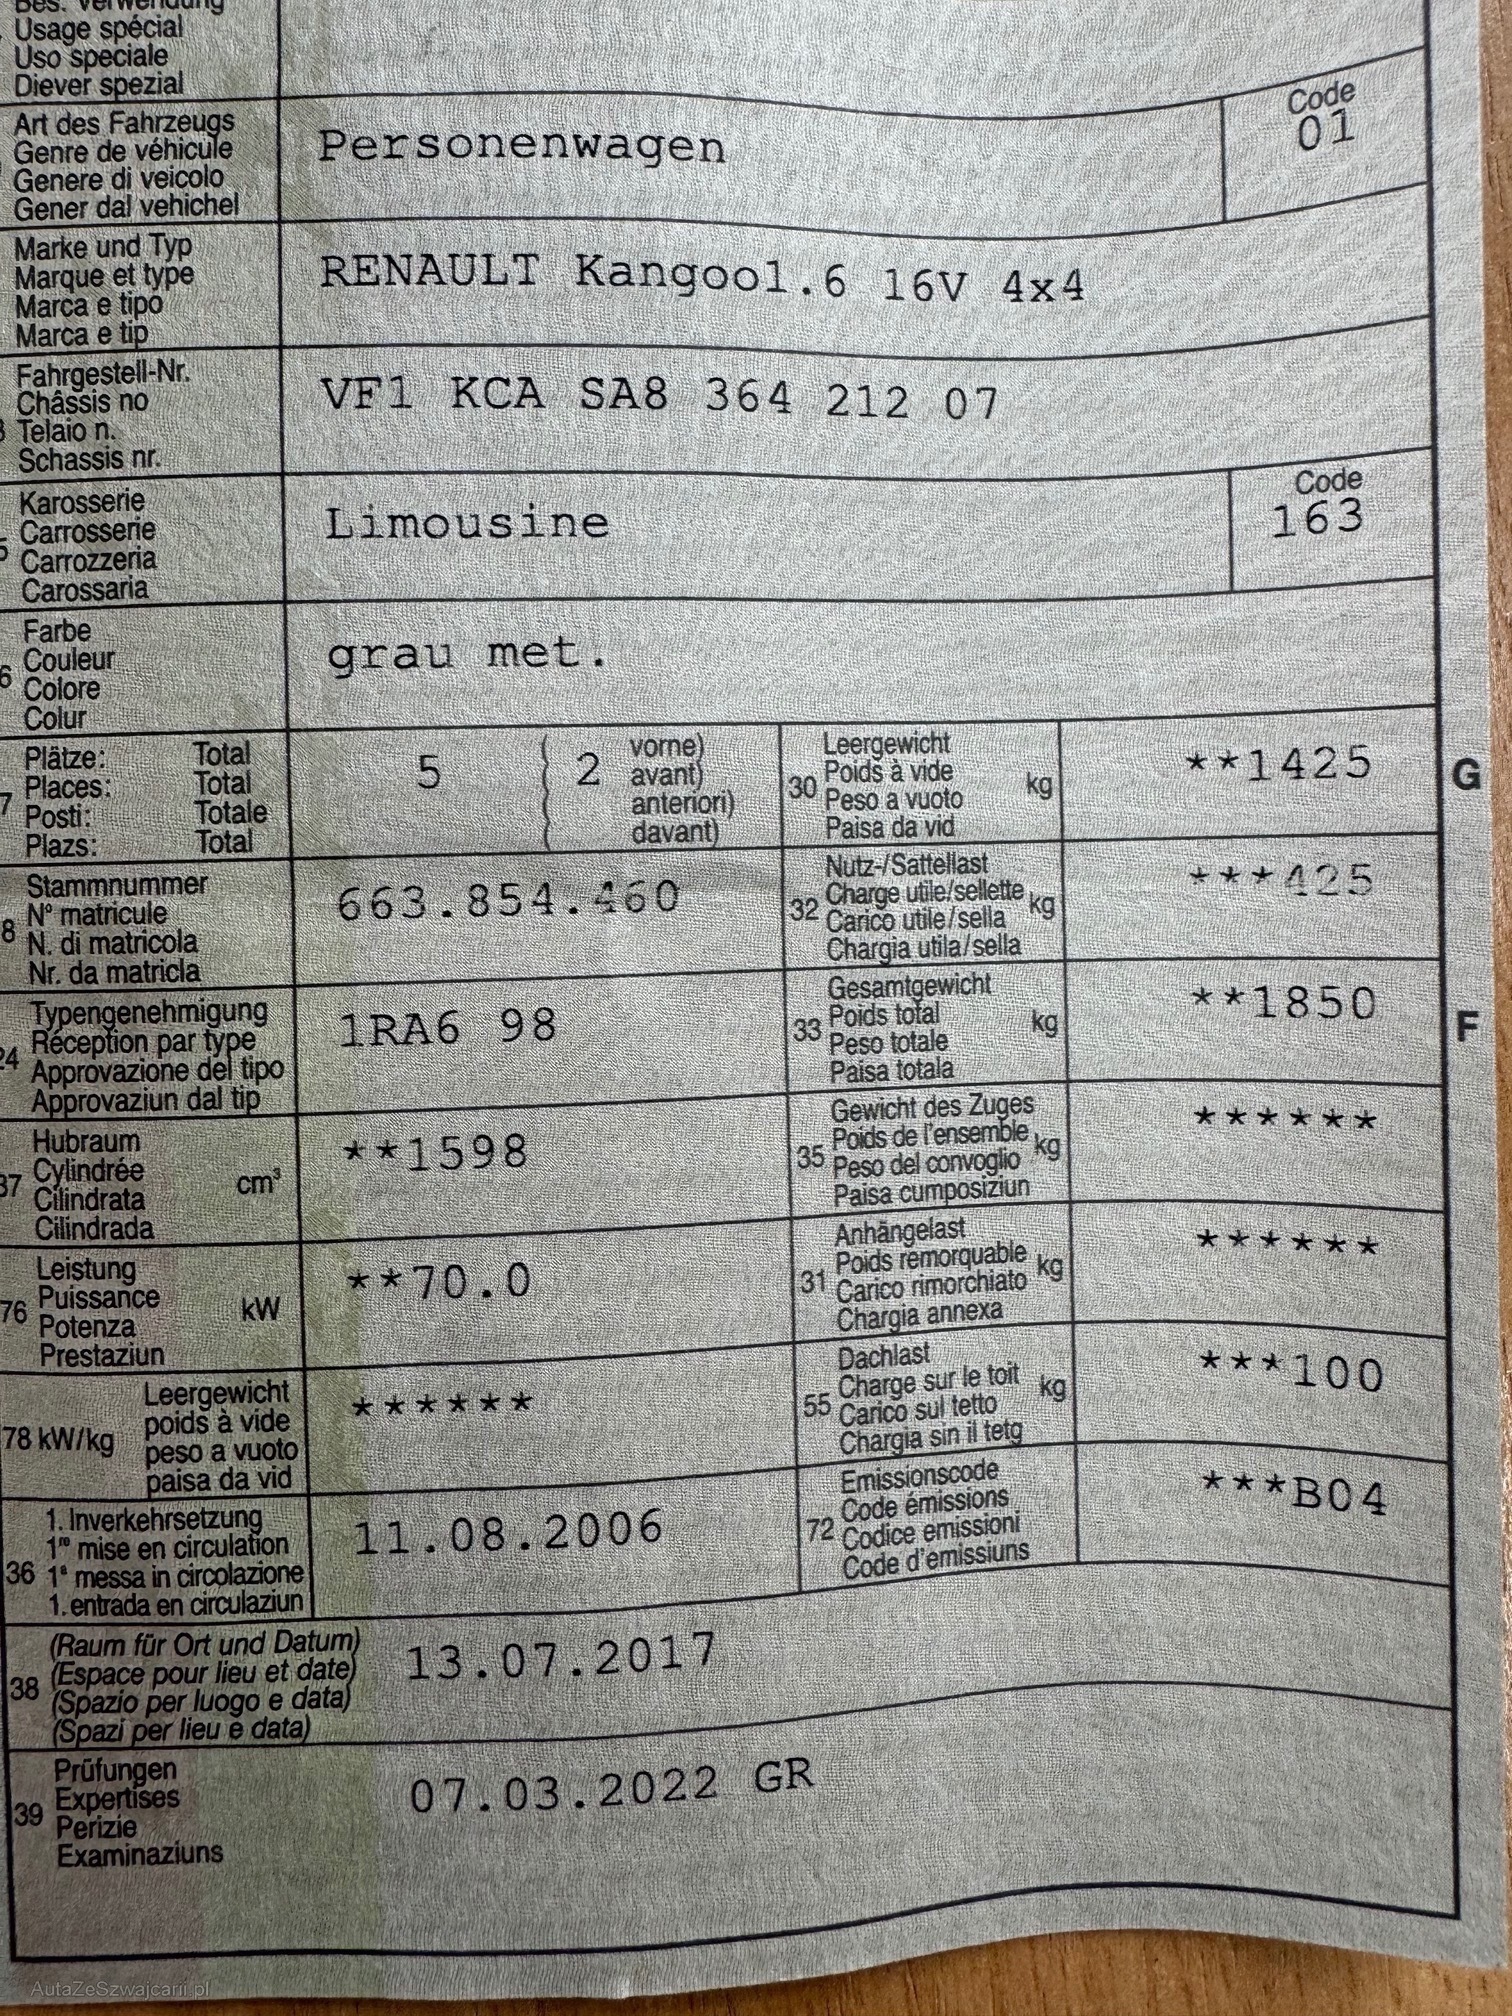 Bes. Verwendung
Usage spécial
Uso speciale
Diever spezial
Art des Fahrzeugs
Genre de véhicule
Genere di veicolo
Gener dal vehichel
Personenwagen
Code
01
Marke und Typ
Marque et type
Marca e tipo
Marca e tip
RENAULT Kangoo1.6 16V 4x4
Fahrgestell-Nr.
Châssis no
Telaio n.
Schassis nr.
VF1 KCA SA8 364 212 07
Karosserie
Carrosserie
Carrozzeria
Carossaria
Limousine
Code
163
6
Farbe
Couleur
Colore
Colur
grau met.
7
Plätze: Total
Places: Total
Posti: Totale
Plazs: Total
5
2
vorne)
avant)
anteriori)
davant)
30
Leergewicht
Poids à vide
Peso a vuoto
Paisa da vid
kg
**1425
G
8
Stammnummer
N° matricule
N. di matricola
Nr. da matricla
663.854.460
32
Nutz-/Sattellast
Charge utile/sellette
Carico utile/sella
Chargia utila/sella
kg
***425
24
Typengenehmigung
Réception par type
Approvazione del tipo
Approvaziun dal tip
1RA6 98
33
Gesamtgewicht
Poids total
Peso totale
Paisa totala
kg
**1850
F
37
Hubraum
Cylindrée
Cilindrata
Cilindrada
cm³
**1598
35
Gewicht des Zuges
Poids de l'ensemble
Peso del convoglio
Paisa cumposiziun
kg
******
76
Leistung
Puissance
Potenza
Prestaziun
kW
**70.0
31
Anhängelast
Poids remorquable
Carico rimorchiato
Chargia annexa
kg
******
78 kW/kg
Leergewicht
poids à vide
peso a vuoto
paisa da vid
******
55
Dachlast
Charge sur le toit
Carico sul tetto
Chargia sin il tetg
kg
***100
36
1. Inverkehrsetzung
1re mise en circulation
1a messa in circolazione
1. entrada en circulaziun
11.08.2006
72
Emissionscode
Code émissions
Codice emissioni
Code d'emissiuns
***B04
38
(Raum für Ort und Datum)
(Espace pour lieu et date)
(Spazio per luogo e data)
(Spazi per lieu e data)
13.07.2017
39
Prüfungen
Expertises
Perizie
Examinaziuns
07.03.2022 GR
AutaZeSzwajcarii.pl